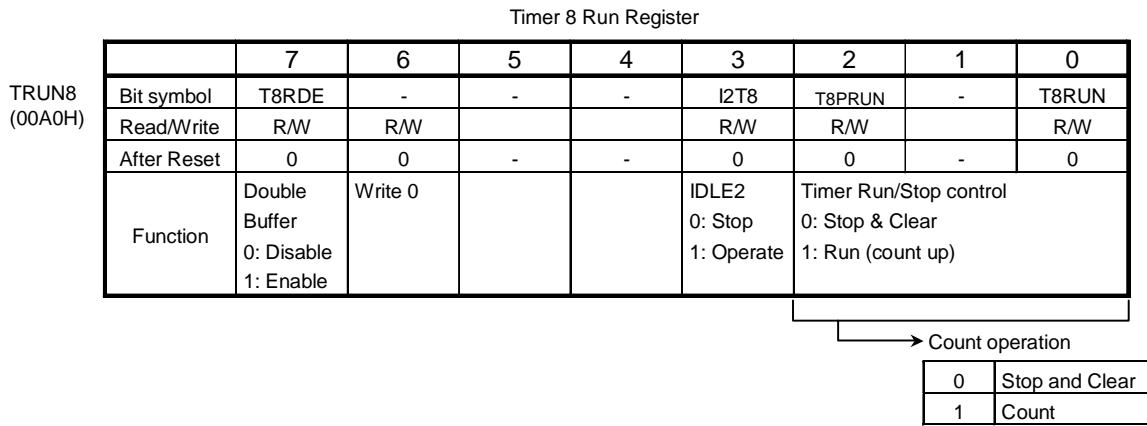 Timer 8 Run Register
7 6 5 4 3 2 1 0
TRUN8
(00A0H)
Bit symbol T8RDE - - - I2T8 T8PRUN - T8RUN
Read/Write R/W R/W R/W R/W R/W
After Reset 0 0 - - 0 0 - 0
Function
Double
Buffer
0: Disable
1: Enable
Write 0
IDLE2
0: Stop
1: Operate
Timer Run/Stop control
0: Stop & Clear
1: Run (count up)
Count operation
0 Stop and Clear
1 Count